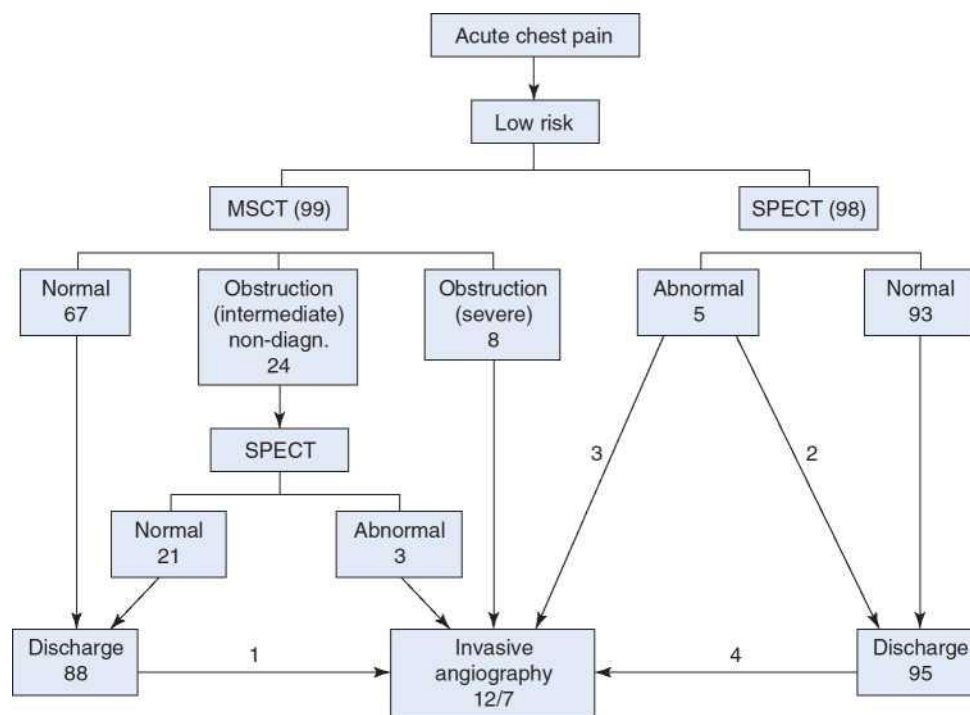 Acute chest pain
Low risk
MSCT (99)
SPECT (98)
Normal
67
Obstruction
(intermediate)
non-diagn.
24
Obstruction
(severe)
8
Abnormal
5
Normal
93
SPECT
3
2
Normal
21
Abnormal
3
Discharge
88
1
Invasive
angiography
12/7
4
Discharge
95